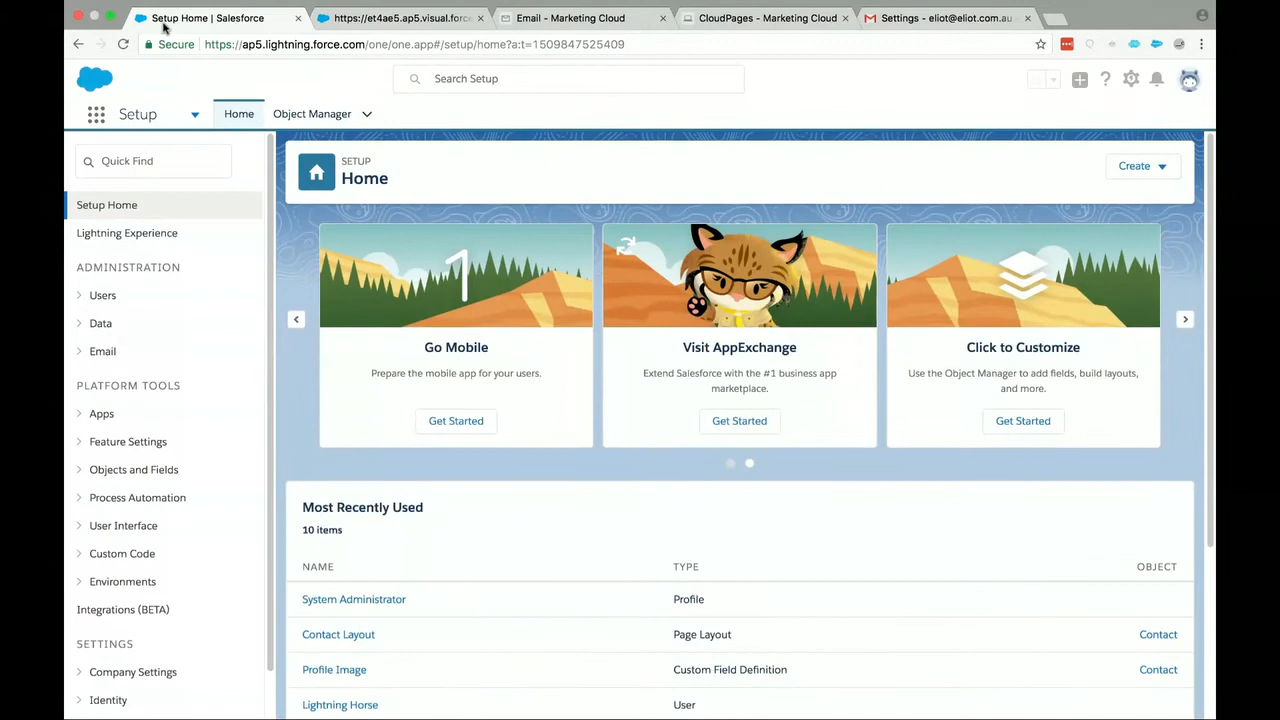 Setup Home | Salesforce
https://et4ae5.ap5.visual.forc
Email - Marketing Cloud
CloudPages - Marketing Cloud
Settings - eliot@eliot.com.au -
Secure
https://ap5.lightning.force.com/one/one.app#/setup/home?a:t=1509847525409
Search Setup
Setup
Home
Object Manager
Quick Find
Setup Home
Lightning Experience
ADMINISTRATION
Users
Data
Email
PLATFORM TOOLS
Apps
Feature Settings
Objects and Fields
Process Automation
User Interface
Custom Code
Environments
Integrations (BETA)
SETTINGS
Company Settings
Identity
SETUP
Home
Create
1
Go Mobile
Prepare the mobile app for your users.
Get Started
Visit AppExchange
Extend Salesforce with the #1 business app
marketplace.
Get Started
Click to Customize
Use the Object Manager to add fields, build layouts,
and more.
Get Started
Most Recently Used
10 items
NAME TYPE OBJECT
System Administrator Profile
Contact Layout Page Layout Contact
Profile Image Custom Field Definition Contact
Lightning Horse User